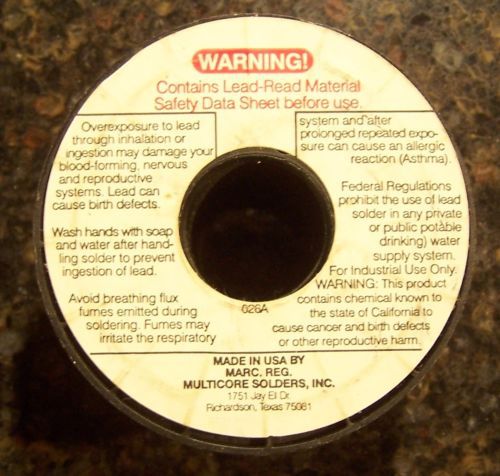 WARNING!
Contains Lead-Read Material
Safety Data Sheet before use.
Overexposure to lead
through inhalation or
ingestion may damage your
blood-forming, nervous
and reproductive
systems. Lead can
cause birth defects.
Wash hands with soap
and water after hand-
ling solder to prevent
ingestion of lead.
Avoid breathing flux
fumes emitted during
soldering. Fumes may
irritate the respiratory
system and after
prolonged repeated expo-
sure can cause an allergic
reaction (Asthma).
Federal Regulations
prohibit the use of lead
solder in any private
or public potable
drinking) water
supply system.
For Industrial Use Only.
WARNING: This product
contains chemical known to
the state of California to
cause cancer and birth defects
or other reproductive harm.
026A
MADE IN USA BY
MARC. REG.
MULTICORE SOLDERS, INC.
1751 Jay El Dr.
Richardson, Texas 75081